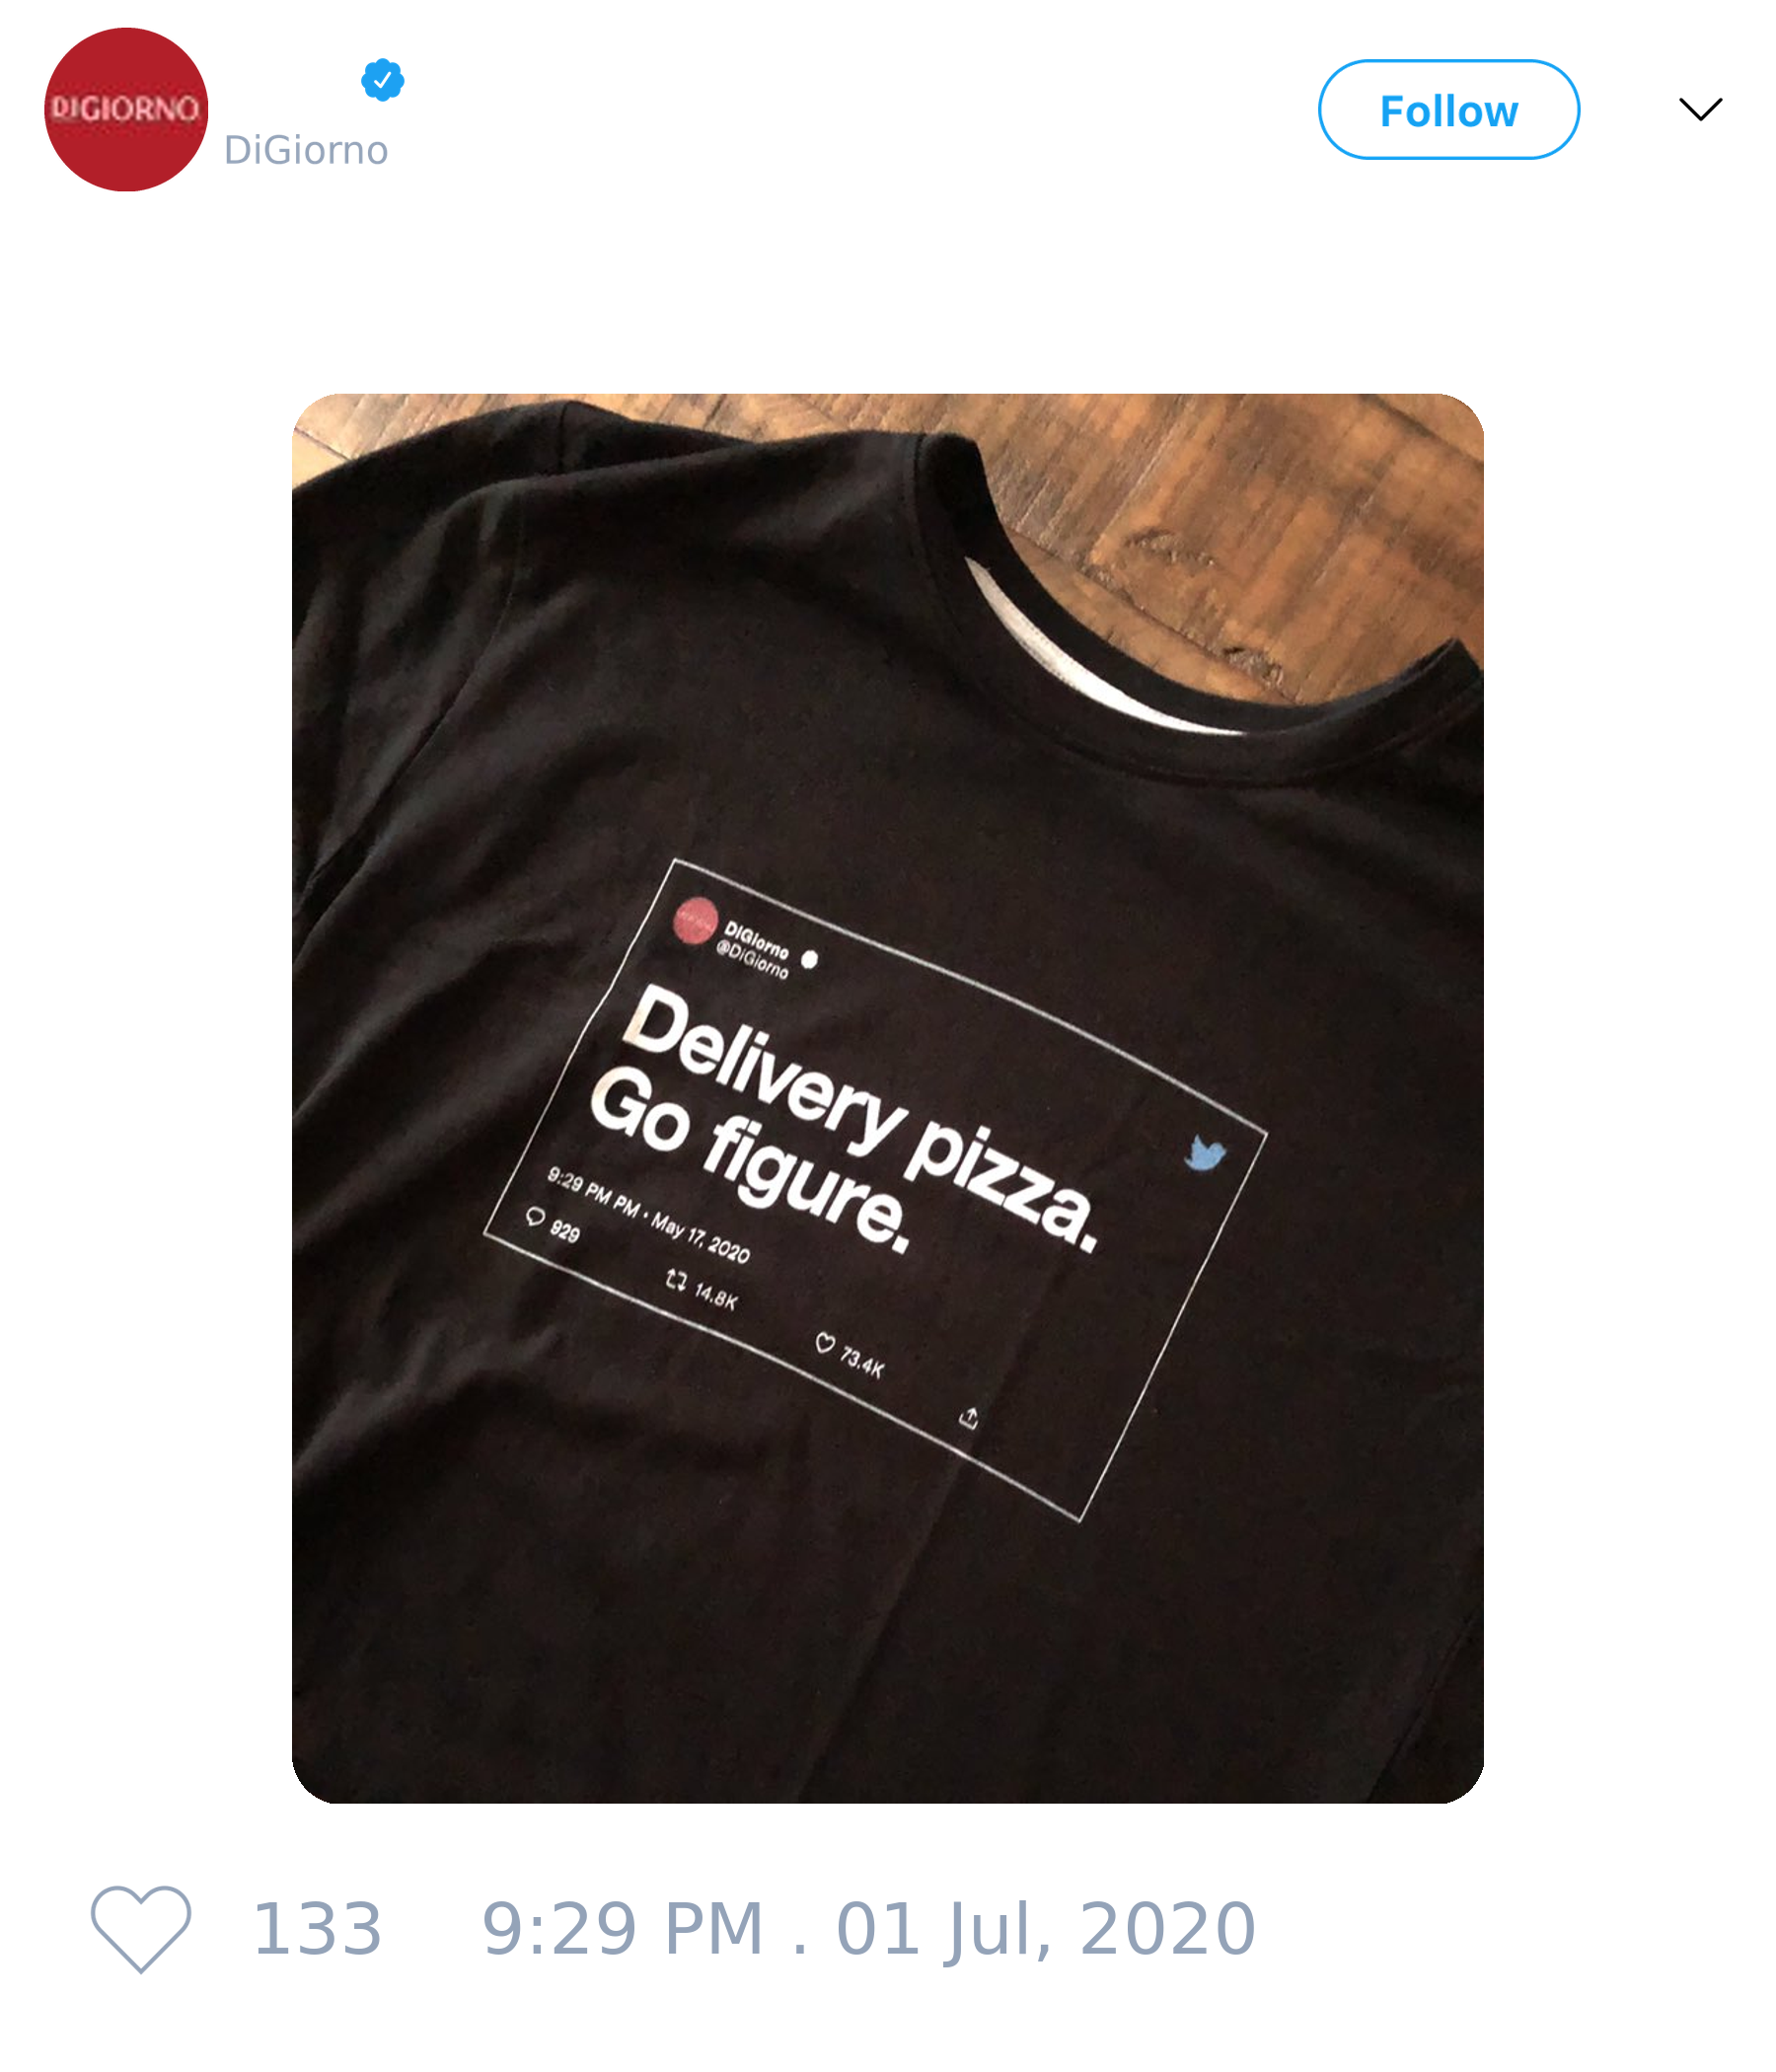 DIGIORNO
DiGiorno
Follow
DiGiorno
@DiGiorno
Delivery pizza.
Go figure.
9:29 PM PM · May 17, 2020
929
14.8K
73.4K
133 9:29 PM . 01 Jul, 2020